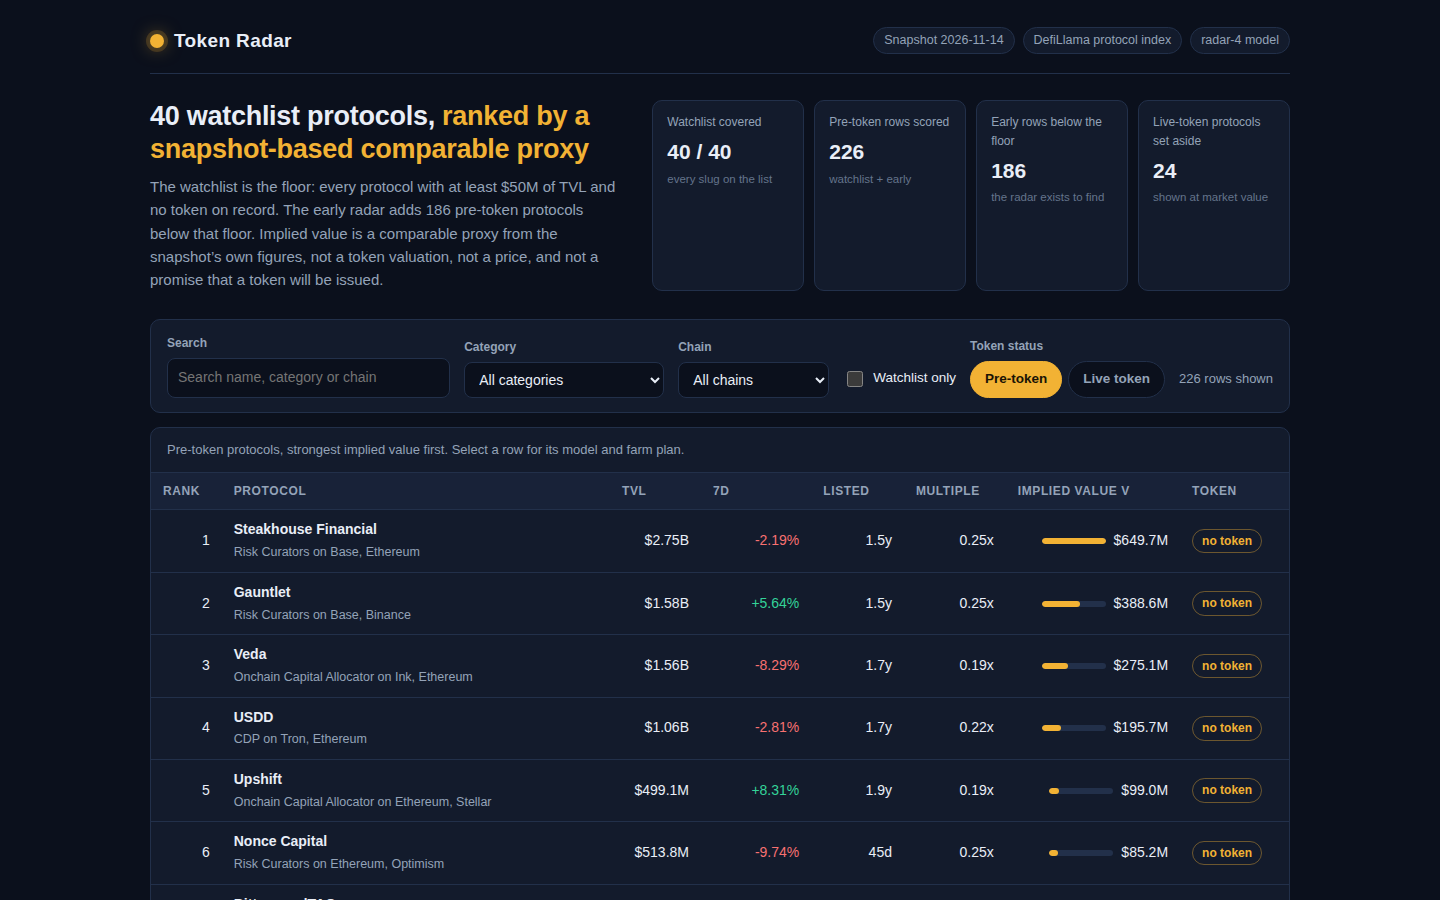 Token Radar
Snapshot 2026-11-14
DefiLlama protocol index
radar-4 model
40 watchlist protocols, ranked by a
snapshot-based comparable proxy
The watchlist is the floor: every protocol with at least $50M of TVL and
no token on record. The early radar adds 186 pre-token protocols
below that floor. Implied value is a comparable proxy from the
snapshot’s own figures, not a token valuation, not a price, and not a
promise that a token will be issued.
Watchlist covered
40 / 40
every slug on the list
Pre-token rows scored
226
watchlist + early
Early rows below the
floor
186
the radar exists to find
Live-token protocols
set aside
24
shown at market value
Search
Search name, category or chain
Category
All categories
Chain
All chains
Watchlist only
Token status
Pre-token
Live token
226 rows shown
Pre-token protocols, strongest implied value first. Select a row for its model and farm plan.
RANK PROTOCOL TVL 7D LISTED MULTIPLE IMPLIED VALUE V TOKEN
1 Steakhouse Financial $2.75B -2.19% 1.5y 0.25x $649.7M no token
Risk Curators on Base, Ethereum
2 Gauntlet $1.58B +5.64% 1.5y 0.25x $388.6M no token
Risk Curators on Base, Binance
3 Veda $1.56B -8.29% 1.7y 0.19x $275.1M no token
Onchain Capital Allocator on Ink, Ethereum
4 USDD $1.06B -2.81% 1.7y 0.22x $195.7M no token
CDP on Tron, Ethereum
5 Upshift $499.1M +8.31% 1.9y 0.19x $99.0M no token
Onchain Capital Allocator on Ethereum, Stellar
6 Nonce Capital $513.8M -9.74% 45d 0.25x $85.2M no token
Risk Curators on Ethereum, Optimism